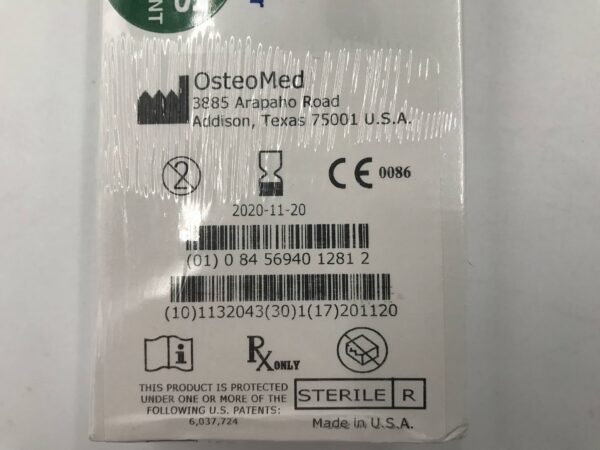 OsteoMed
3885 Arapaho Road
Addison, Texas 75001 U.S.A.
2 CE 0086
2020-11-20
(01) 0 84 56940 1281 2
(10)1132043(30)1(17)201120
i Rx ONLY
THIS PRODUCT IS PROTECTED
UNDER ONE OR MORE OF THE
FOLLOWING U.S. PATENTS:
6,037,724
STERILE R
Made in U.S.A.